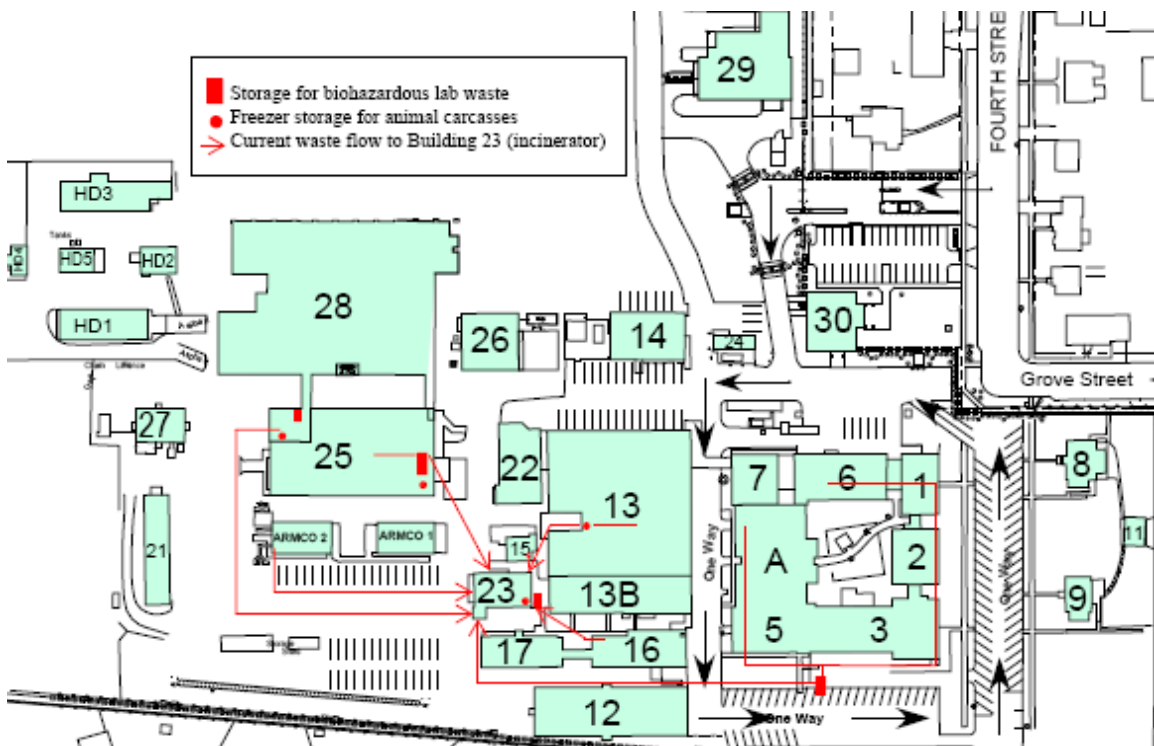 29
FOURTH STREE
Storage for biohazardous lab waste
Freezer storage for animal carcasses
Current waste flow to Building 23 (incinerator)
HD3
Tanks
HD4
HD5
HD2
HD1
28
26
14
24
30
Grove Street
27
25
22
13
7
6
1
8
One Way
21
ARMCO 2
ARMCO 1
15
A
2
11
One Way
23
13B
9
5
3
17
16
12
One Way